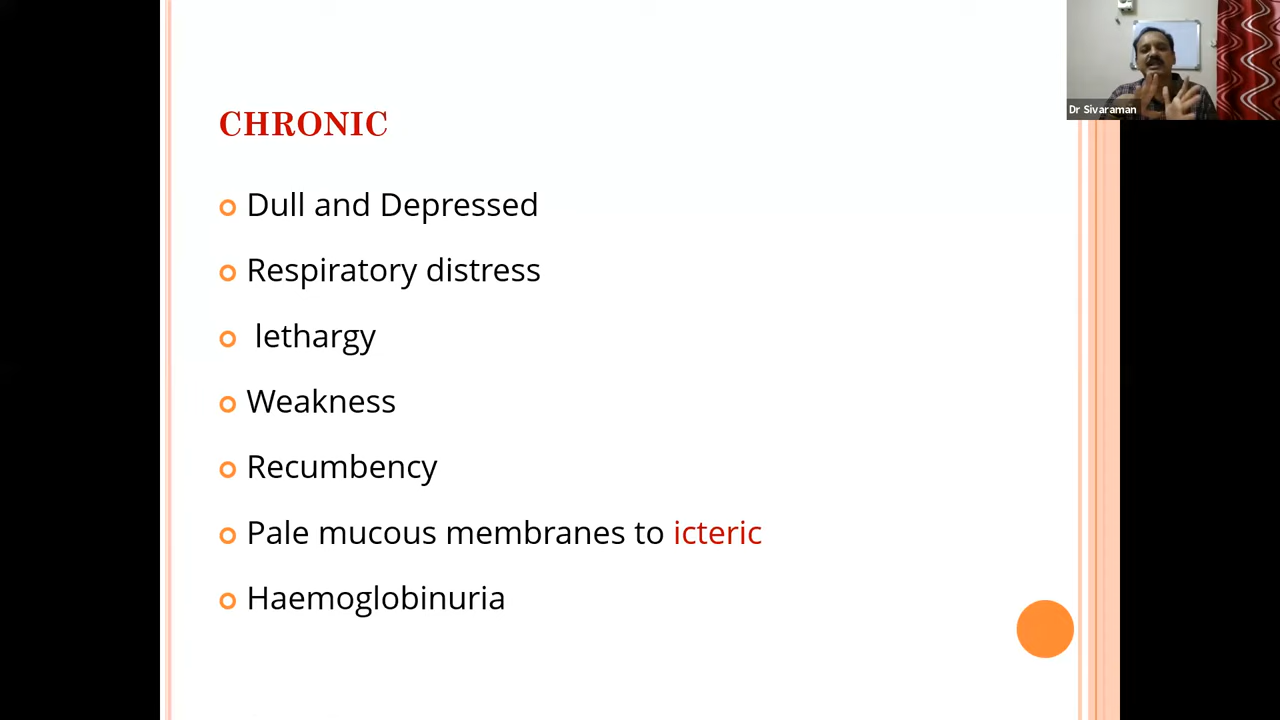 Dr Sivaraman
CHRONIC
Dull and Depressed
Respiratory distress
lethargy
Weakness
Recumbency
Pale mucous membranes to icteric
Haemoglobinuria